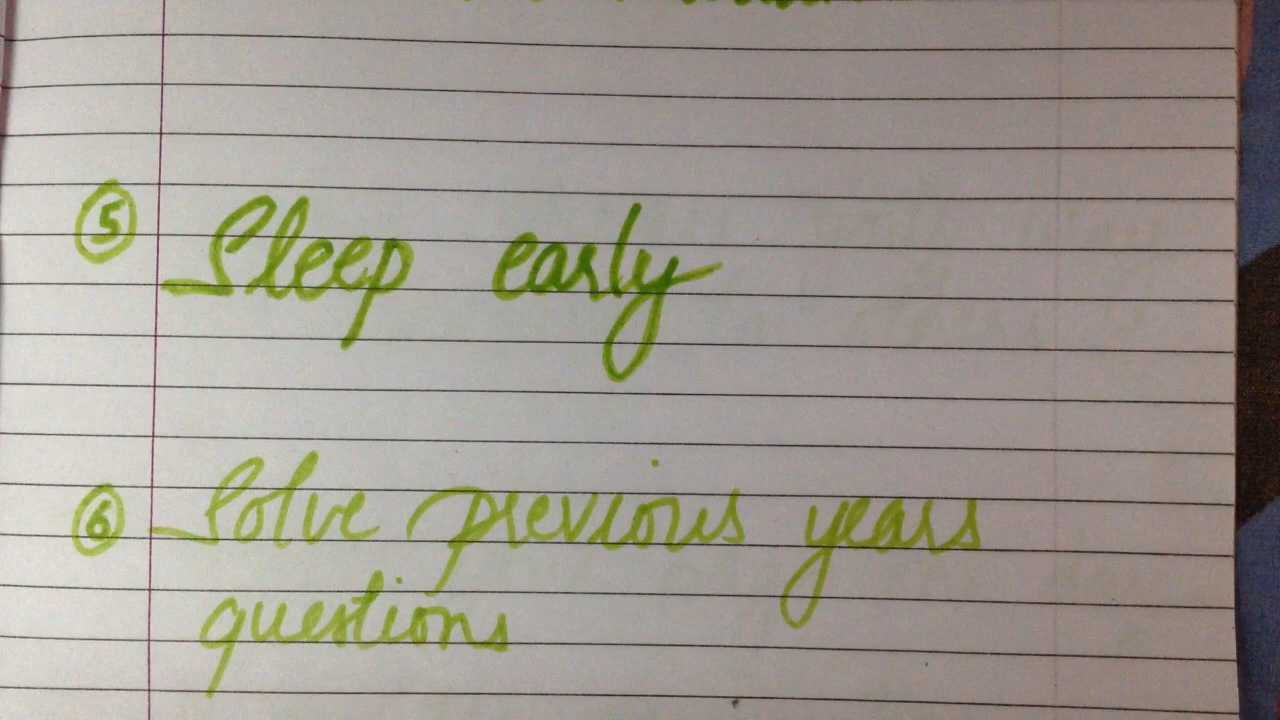 ⑤ Sleep early
⑥ Solve previous years
questions